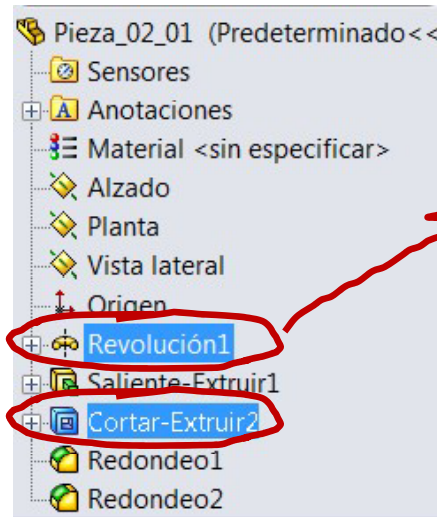 Pieza_02_01 (Predeterminado<<
Sensores
A Anotaciones
Material <sin especificar>
Alzado
Planta
Vista lateral
Origen
Revolución1
Saliente-Extruir1
Cortar-Extruir2
Redondeo1
Redondeo2